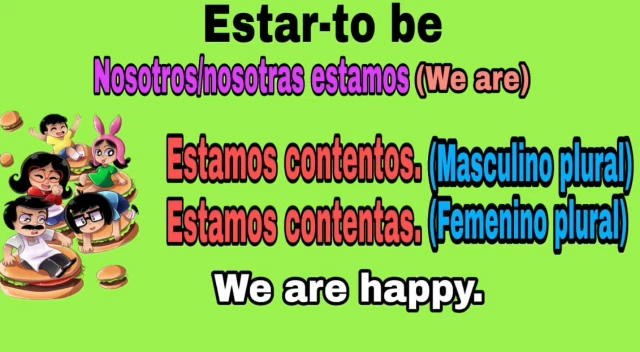 Estar-to be
Nosotros/nosotras estamos (We are)
Estamos contentos. (Masculino plural)
Estamos contentas. (Femenino plural)
We are happy.